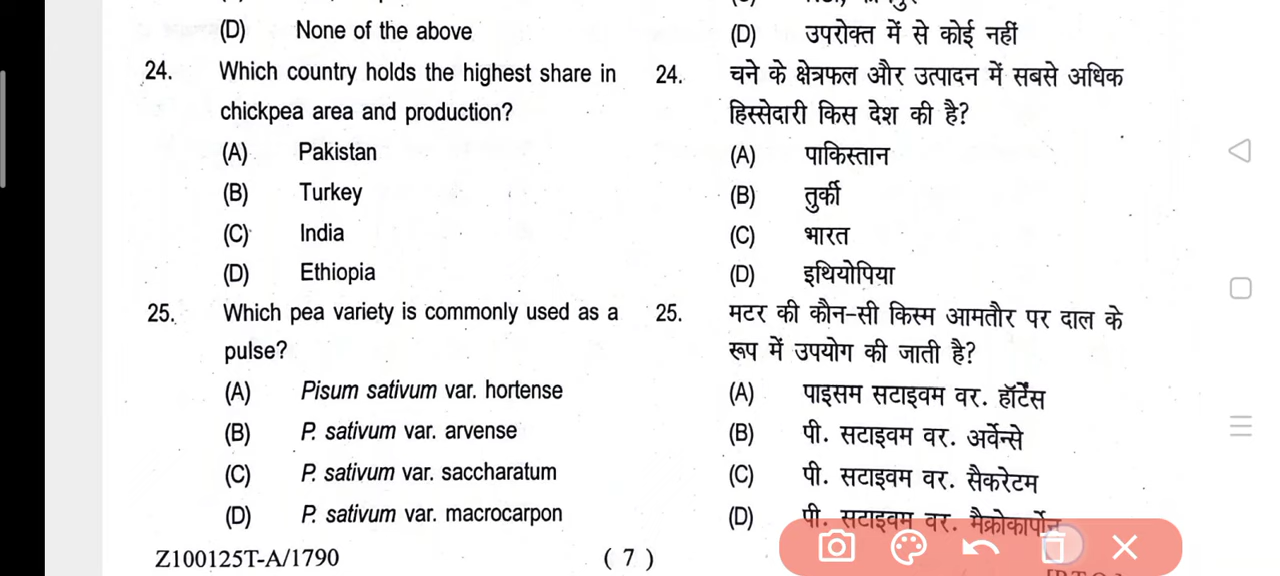 (D) None of the above
24. Which country holds the highest share in
chickpea area and production?
(A) Pakistan
(B) Turkey
(C) India
(D) Ethiopia
25. Which pea variety is commonly used as a
pulse?
(A) Pisum sativum var. hortense
(B) P. sativum var. arvense
(C) P. sativum var. saccharatum
(D) P. sativum var. macrocarpon
(D) उपरोक्त में से कोई नहीं
24. चने के क्षेत्रफल और उत्पादन में सबसे अधिक
हिस्सेदारी किस देश की है?
(A) पाकिस्तान
(B) तुर्की
(C) भारत
(D) इथियोपिया
25. मटर की कौन-सी किस्म आमतौर पर दाल के
रूप में उपयोग की जाती है?
(A) पाइसम सटाइवम वर. हॉर्टेंस
(B) पी. सटाइवम वर. अर्वेन्से
(C) पी. सटाइवम वर. सैकरेटम
(D) पी. सटाइवम वर. मैक्रोकार्पोन
Z100125T-A/1790 ( 7 )